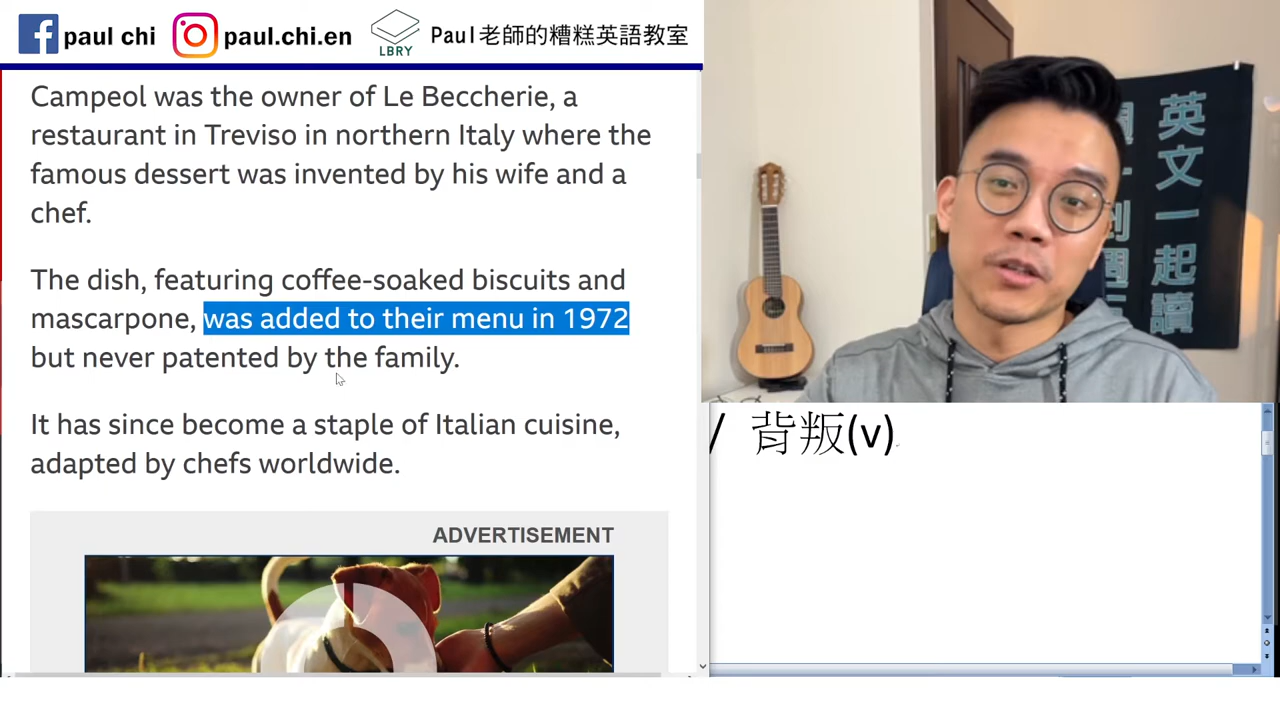 paul chi
paul.chi.en
LBRY
Paul老師的糟糕英語教室
Campeol was the owner of Le Beccherie, a
restaurant in Treviso in northern Italy where the
famous dessert was invented by his wife and a
chef.
The dish, featuring coffee-soaked biscuits and
mascarpone, was added to their menu in 1972
but never patented by the family.
It has since become a staple of Italian cuisine,
adapted by chefs worldwide.
ADVERTISEMENT
英文一起讀
/ 背叛(v)